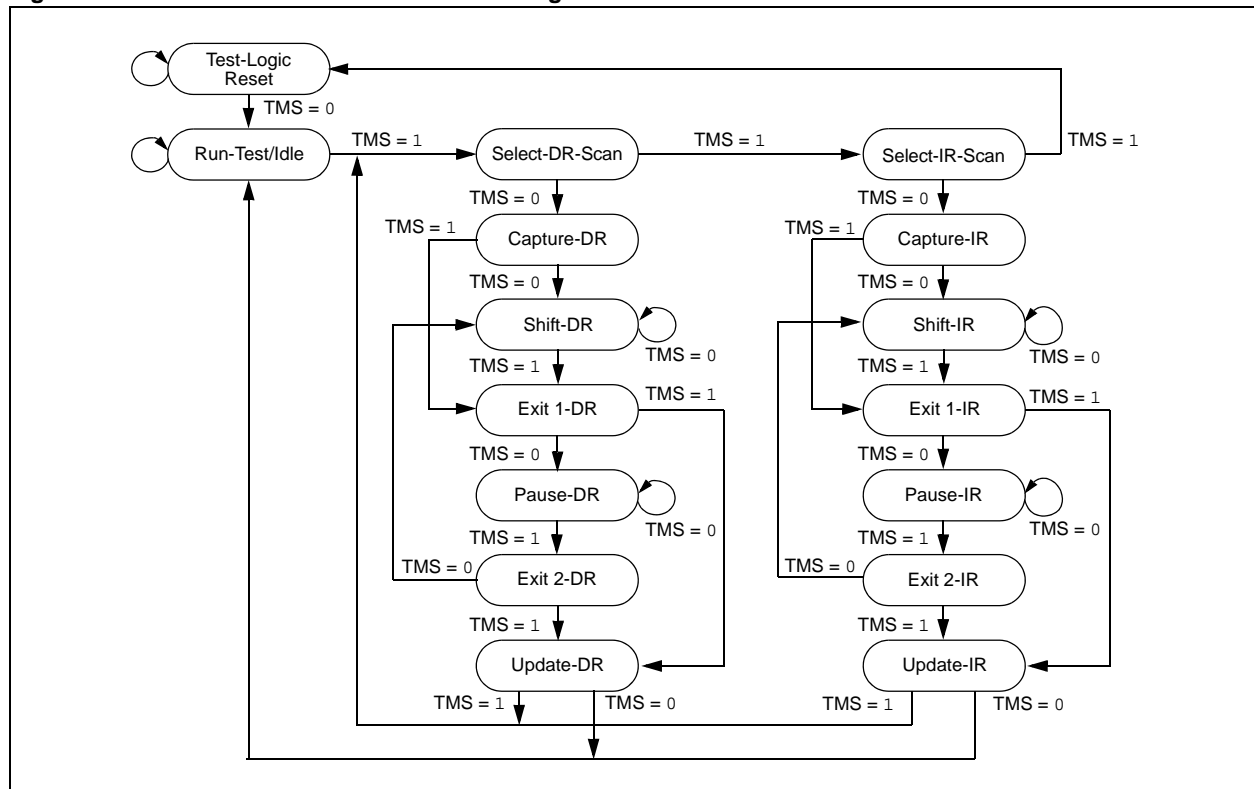 Test-Logic
Reset
TMS = 0
Run-Test/Idle
TMS = 1
Select-DR-Scan
TMS = 1
Select-IR-Scan
TMS = 1
TMS = 0
TMS = 0
TMS = 1
Capture-DR
TMS = 1
Capture-IR
TMS = 0
TMS = 0
Shift-DR
TMS = 0
Shift-IR
TMS = 0
TMS = 1
TMS = 1
Exit 1-DR
TMS = 1
Exit 1-IR
TMS = 1
TMS = 0
TMS = 0
Pause-DR
TMS = 0
Pause-IR
TMS = 0
TMS = 1
TMS = 1
TMS = 0
Exit 2-DR
TMS = 0
Exit 2-IR
TMS = 1
TMS = 1
Update-DR
Update-IR
TMS = 1
TMS = 0
TMS = 1
TMS = 0